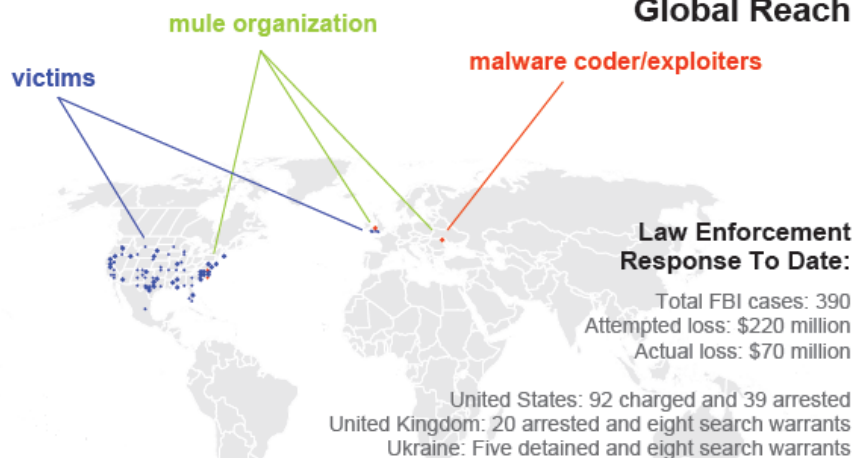 Global Reach
mule organization
malware coder/exploiters
victims
Law Enforcement
Response To Date:
Total FBI cases: 390
Attempted loss: $220 million
Actual loss: $70 million
United States: 92 charged and 39 arrested
United Kingdom: 20 arrested and eight search warrants
Ukraine: Five detained and eight search warrants